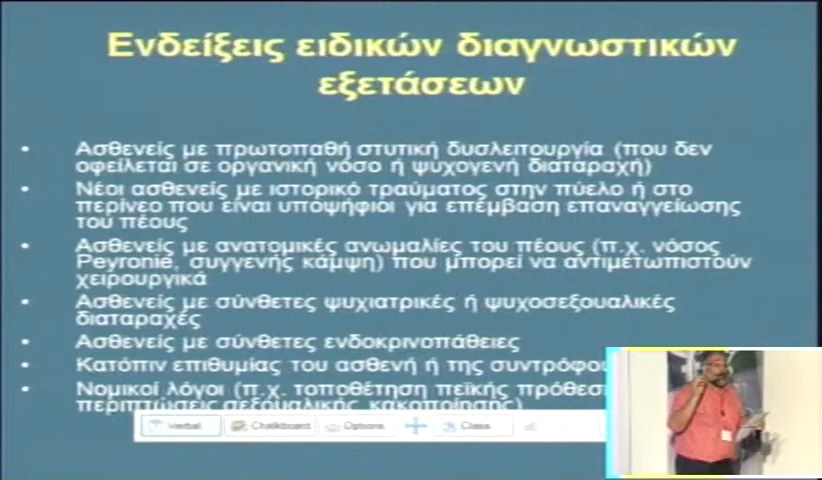 Ενδείξεις ειδικών διαγνωστικών
εξετάσεων
• Ασθενείς με πρωτοπαθή στυτική δυσλειτουργία (που δεν
οφείλεται σε οργανική νόσο ή ψυχογενή διαταραχή)
• Νέοι ασθενείς με ιστορικό τραύματος στην πύελο ή στο
περίνεο που είναι υποψήφιοι για επέμβαση επαναγγείωσης
του πέους
• Ασθενείς με ανατομικές ανωμαλίες του πέους (π.χ. νόσος
Peyronie, συγγενής κάμψη) που μπορεί να αντιμετωπιστούν
χειρουργικά
• Ασθενείς με σύνθετες ψυχιατρικές ή ψυχοσεξουαλικές
διαταραχές
• Ασθενείς με σύνθετες ενδοκρινοπάθειες
• Κατόπιν επιθυμίας του ασθενή ή της συντρόφο
• Νομικοί λόγοι (π.χ. τοποθέτηση πεϊκής πρόθεσ
περιπτώσεις σεξουαλικής κακοποίησης)
Verbal Chalkboard Options Class